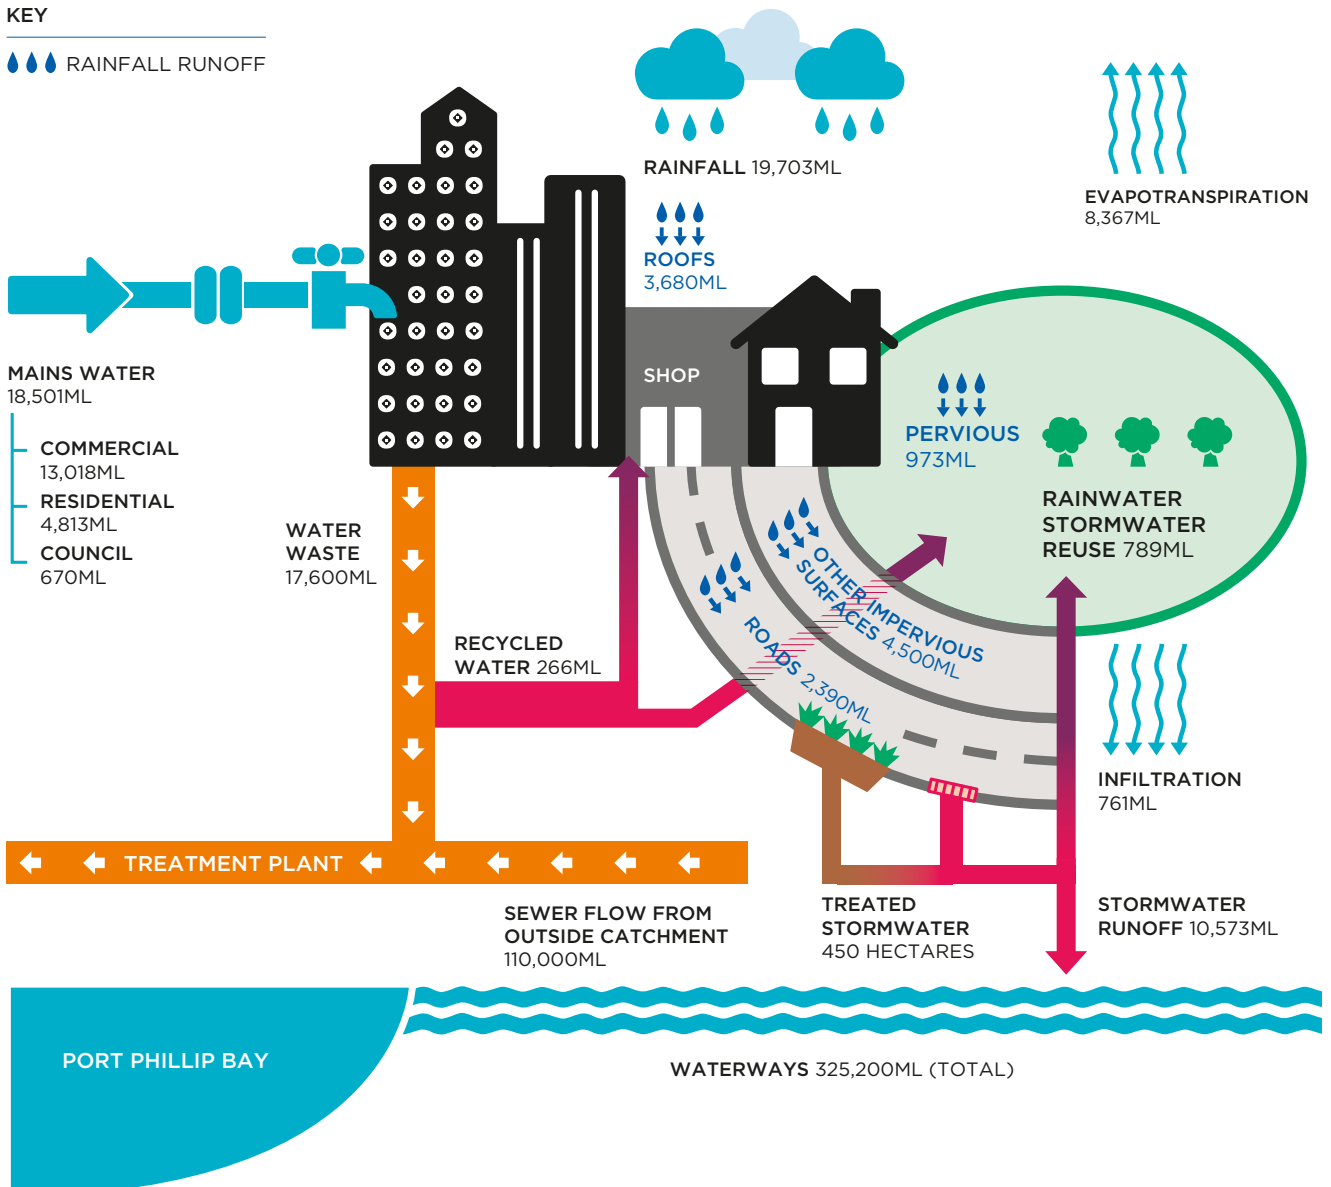 KEY
RAINFALL RUNOFF
RAINFALL 19,703ML
EVAPOTRANSPIRATION
8,367ML
ROOFS
3,680ML
MAINS WATER
18,501ML
COMMERCIAL
13,018ML
RESIDENTIAL
4,813ML
COUNCIL
670ML
SHOP
PERVIOUS
973ML
RAINWATER
STORMWATER
REUSE 789ML
WATER
WASTE
17,600ML
OTHER IMPERVIOUS
SURFACES 4,500ML
ROADS 2,390ML
RECYCLED
WATER 266ML
INFILTRATION
761ML
TREATMENT PLANT
SEWER FLOW FROM
OUTSIDE CATCHMENT
110,000ML
TREATED
STORMWATER
450 HECTARES
STORMWATER
RUNOFF 10,573ML
PORT PHILLIP BAY
WATERWAYS 325,200ML (TOTAL)